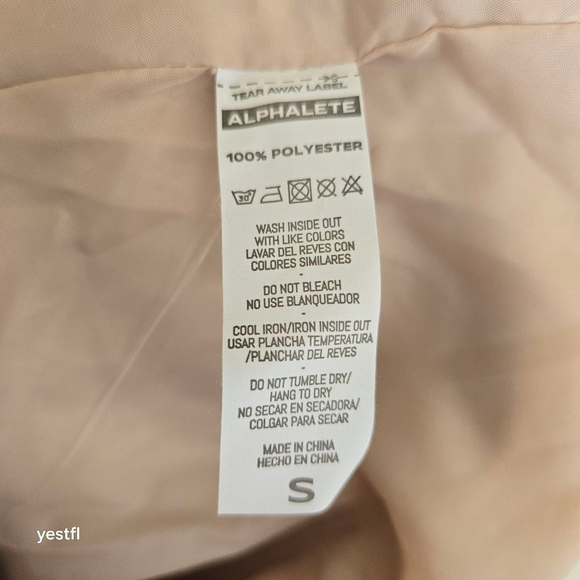 TEAR AWAY LABEL
ALPHALETE
100% POLYESTER
30°
WASH INSIDE OUT
WITH LIKE COLORS
LAVAR DEL REVES CON
COLORES SIMILARES
-
DO NOT BLEACH
NO USE BLANQUEADOR
-
COOL IRON/IRON INSIDE OUT
USAR PLANCHA TEMPERATURA
/PLANCHAR DEL REVES
-
DO NOT TUMBLE DRY/
HANG TO DRY
NO SECAR EN SECADORA/
COLGAR PARA SECAR
MADE IN CHINA
HECHO EN CHINA
S
yestfl